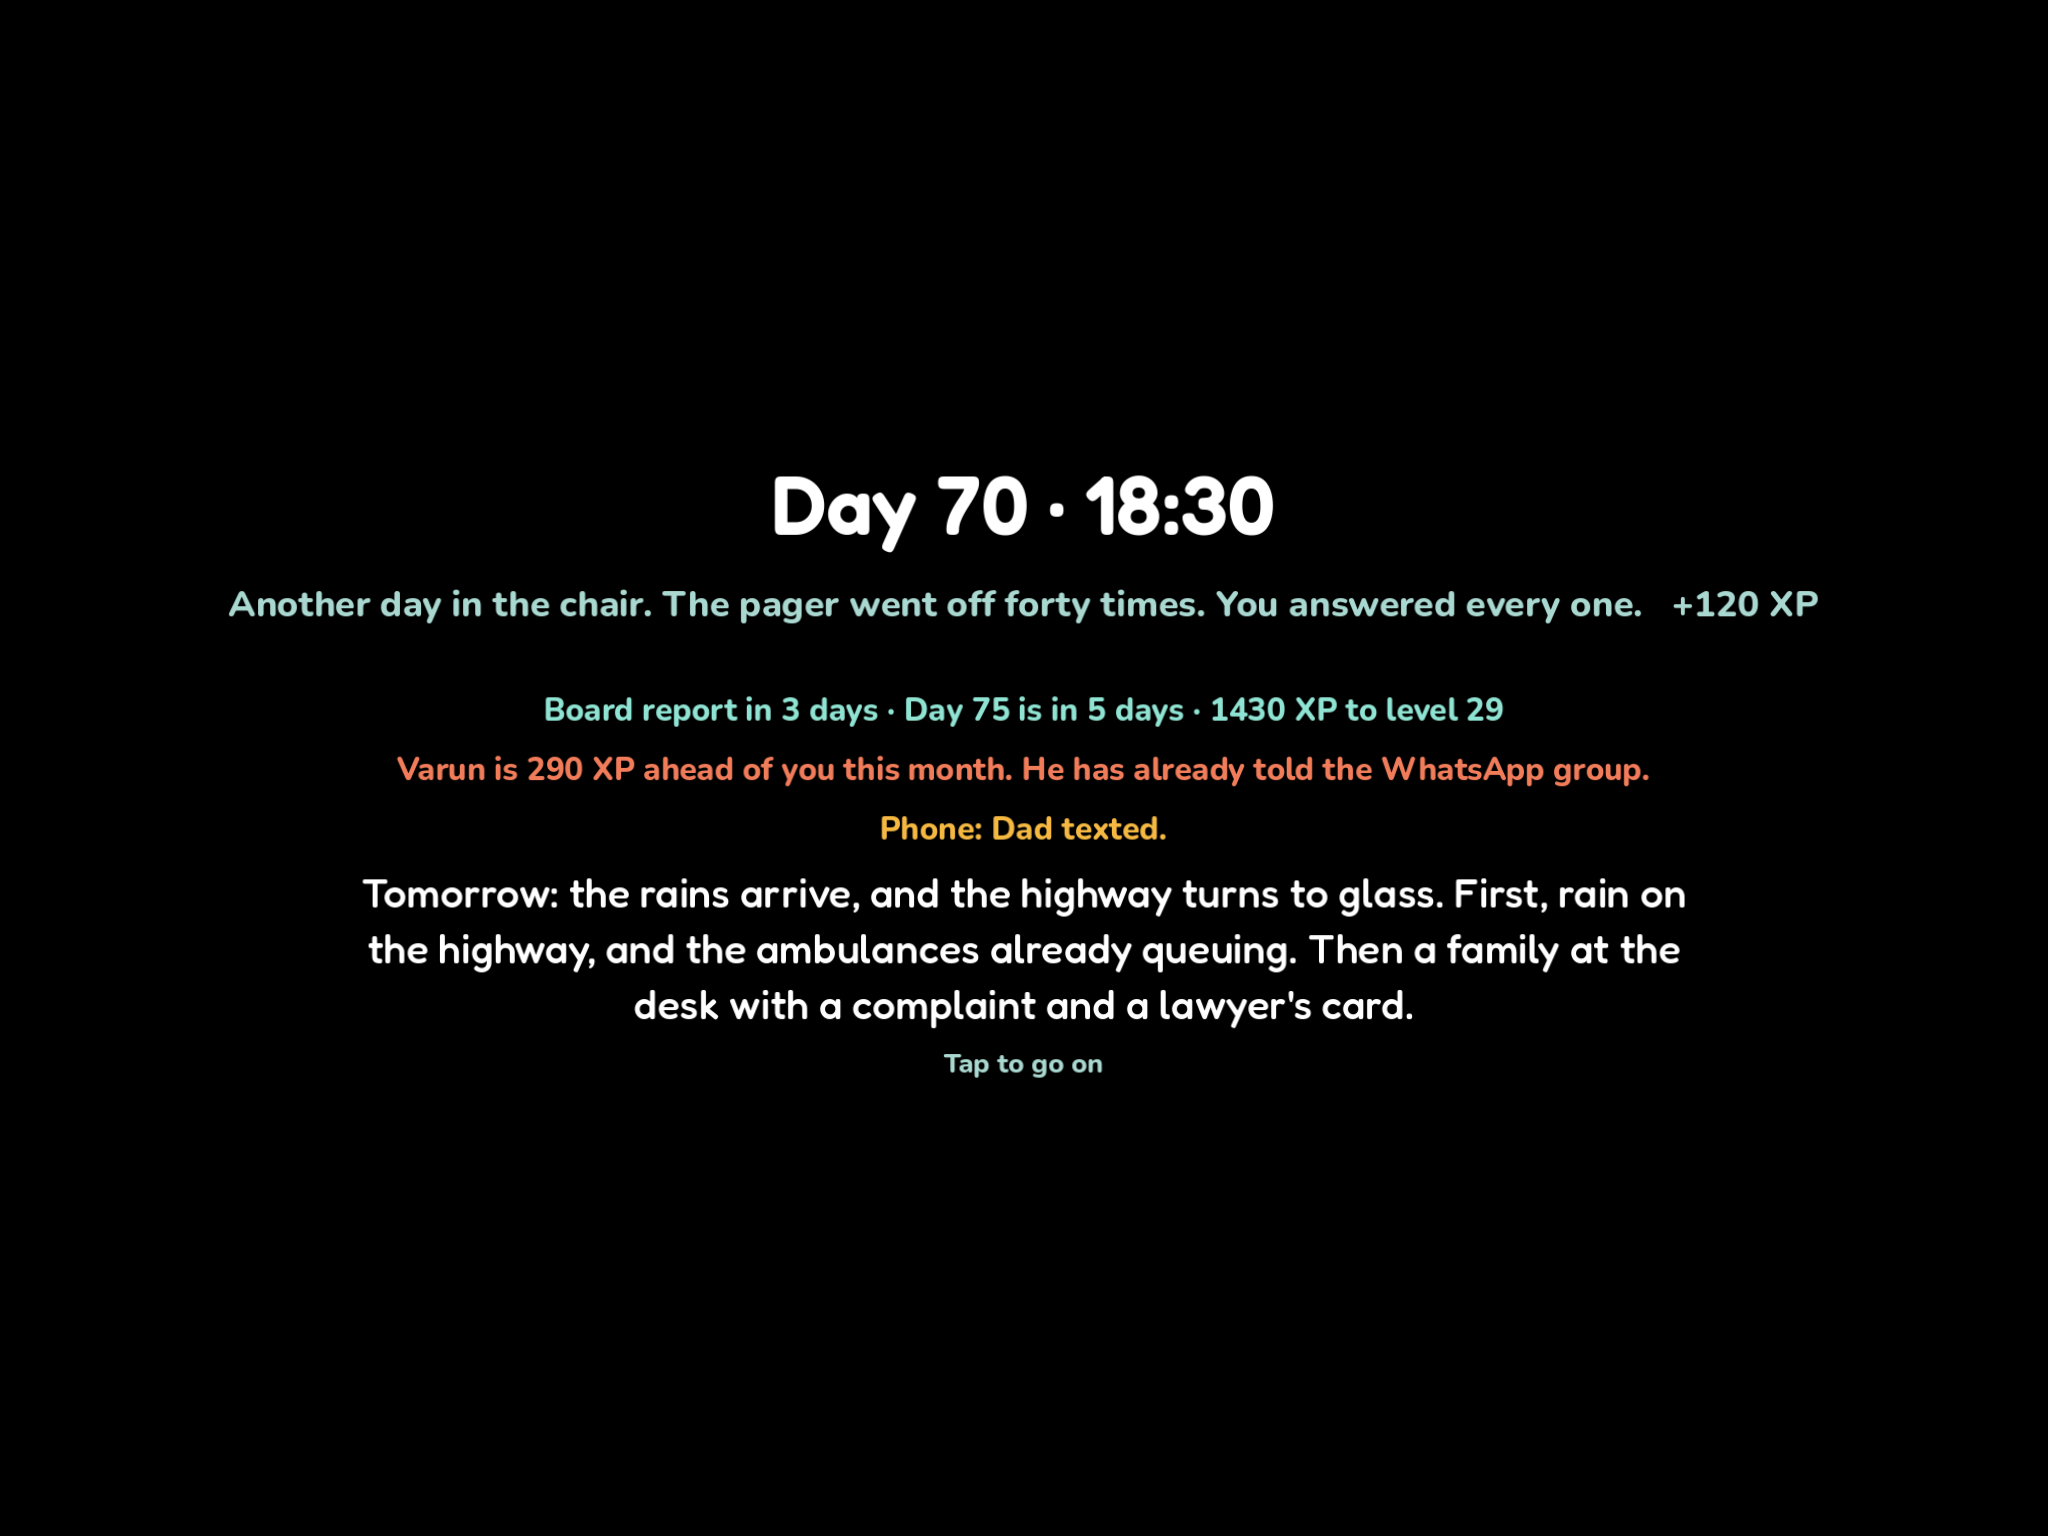 Day 70 · 18:30
Another day in the chair. The pager went off forty times. You answered every one. +120 XP
Board report in 3 days · Day 75 is in 5 days · 1430 XP to level 29
Varun is 290 XP ahead of you this month. He has already told the WhatsApp group.
Phone: Dad texted.
Tomorrow: the rains arrive, and the highway turns to glass. First, rain on
the highway, and the ambulances already queuing. Then a family at the
desk with a complaint and a lawyer's card.
Tap to go on